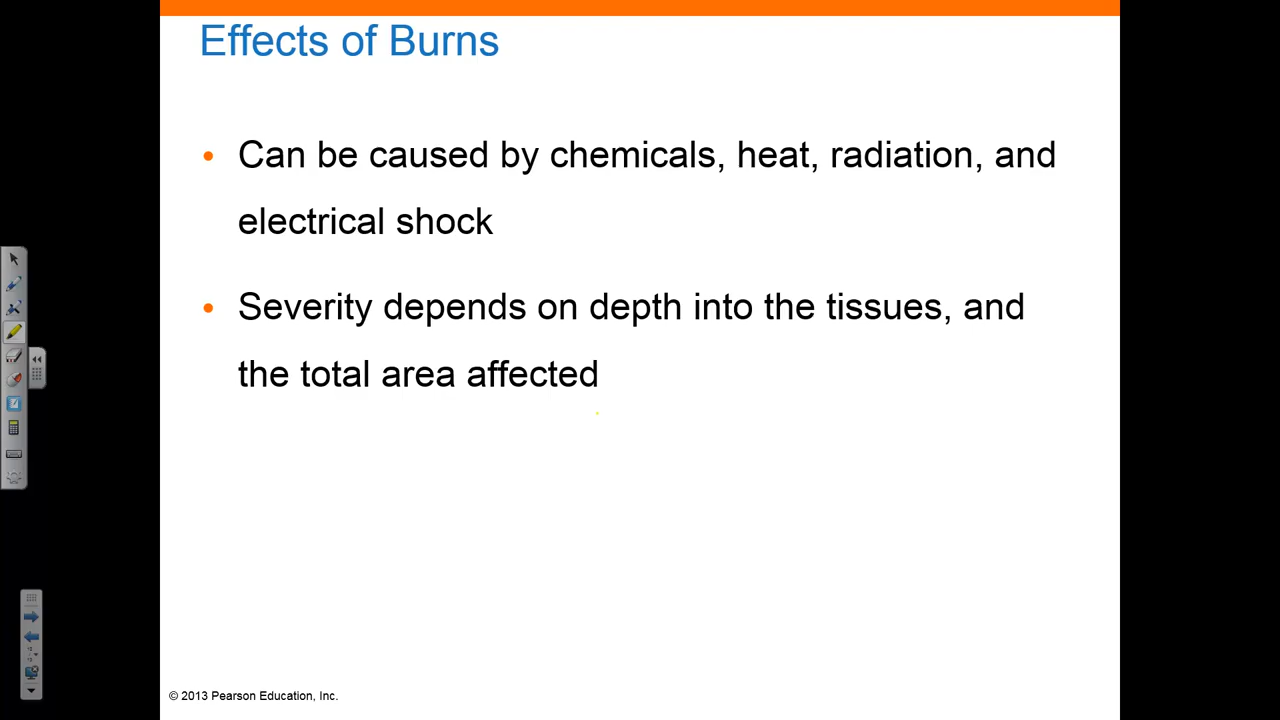 Effects of Burns
• Can be caused by chemicals, heat, radiation, and
electrical shock
• Severity depends on depth into the tissues, and
the total area affected
© 2013 Pearson Education, Inc.